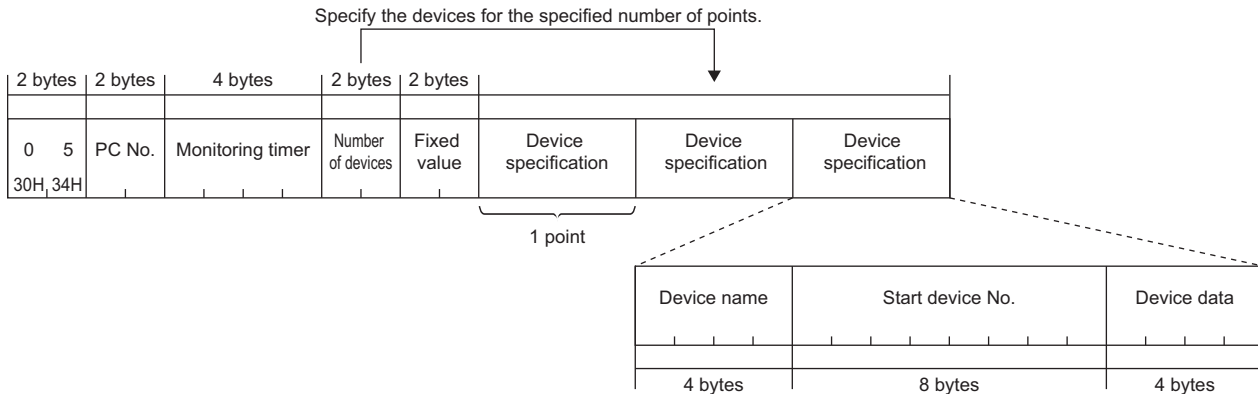 Specify the devices for the specified number of points.
2 bytes 2 bytes 4 bytes 2 bytes 2 bytes
0 5
30H 34H
PC No.
Monitoring timer
Number
of devices
Fixed
value
Device
specification
Device
specification
Device
specification
1 point
Device name
Start device No.
Device data
4 bytes
8 bytes
4 bytes